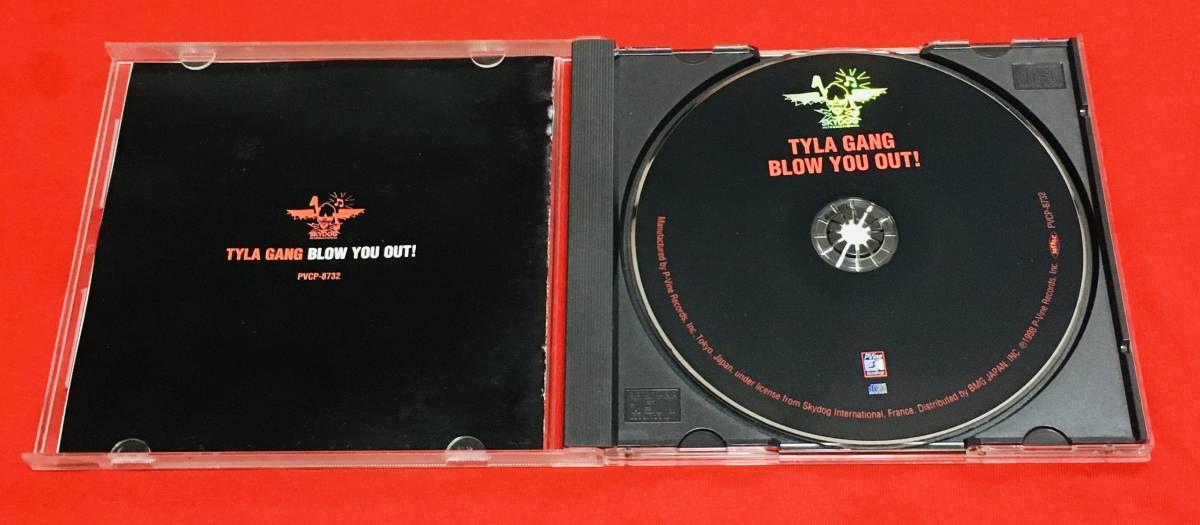 SKYDOG
TYLA GANG BLOW YOU OUT!
PVCP-8732
SKYDOG
INTERNATIONAL
TYLA GANG
BLOW YOU OUT!
Manufactured by P-Vine Records, Inc. Tokyo, Japan, under license from Skydog International, France. Distributed by BMG JAPAN, INC. ℗1998 P-Vine Records, Inc. PVCP-8732